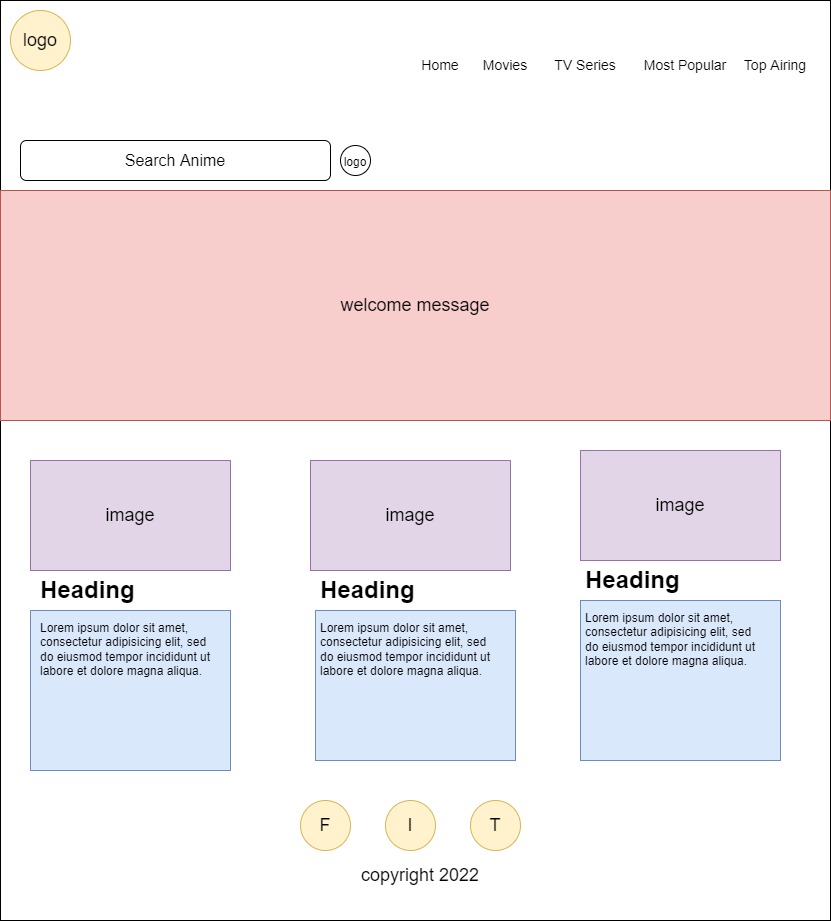 logo
Home Movies TV Series Most Popular Top Airing
Search Anime
logo
welcome message
image
image
image
Heading
Heading
Heading
Lorem ipsum dolor sit amet,
consectetur adipisicing elit, sed
do eiusmod tempor incididunt ut
labore et dolore magna aliqua.
Lorem ipsum dolor sit amet,
consectetur adipisicing elit, sed
do eiusmod tempor incididunt ut
labore et dolore magna aliqua.
Lorem ipsum dolor sit amet,
consectetur adipisicing elit, sed
do eiusmod tempor incididunt ut
labore et dolore magna aliqua.
F
I
T
copyright 2022